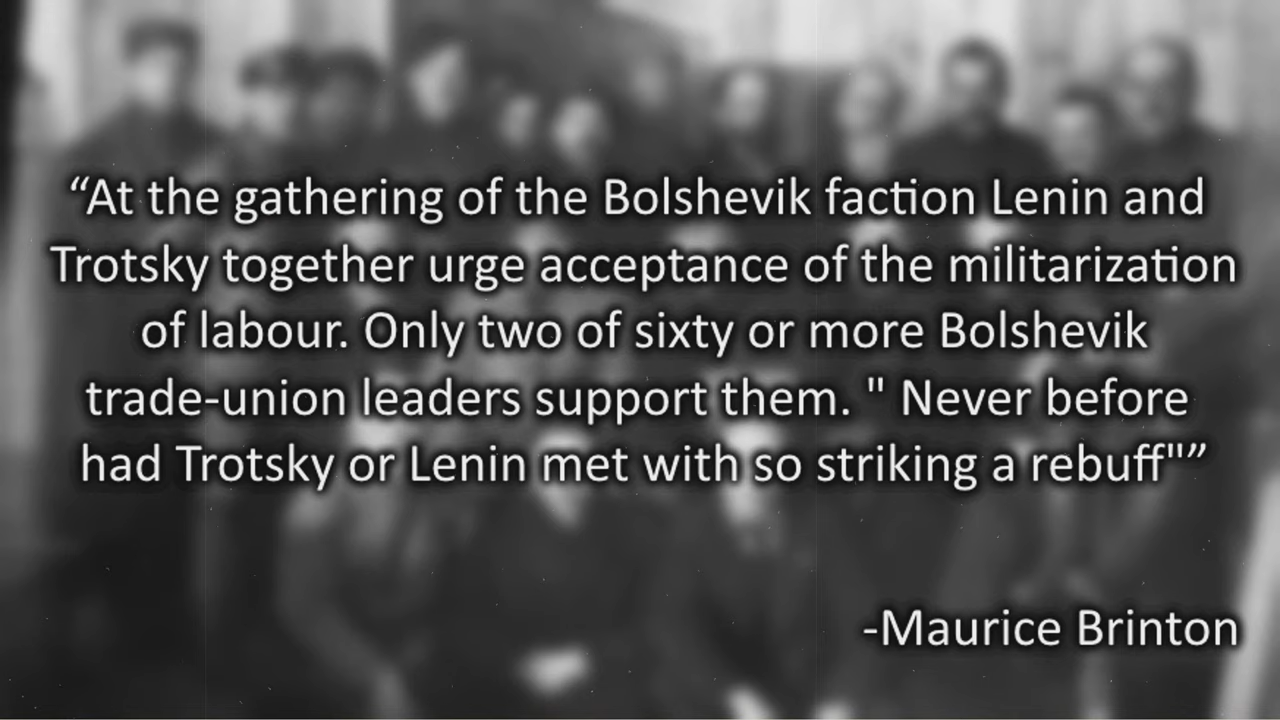 “At the gathering of the Bolshevik faction Lenin and
Trotsky together urge acceptance of the militarization
of labour. Only two of sixty or more Bolshevik
trade-union leaders support them. " Never before
had Trotsky or Lenin met with so striking a rebuff"”
-Maurice Brinton